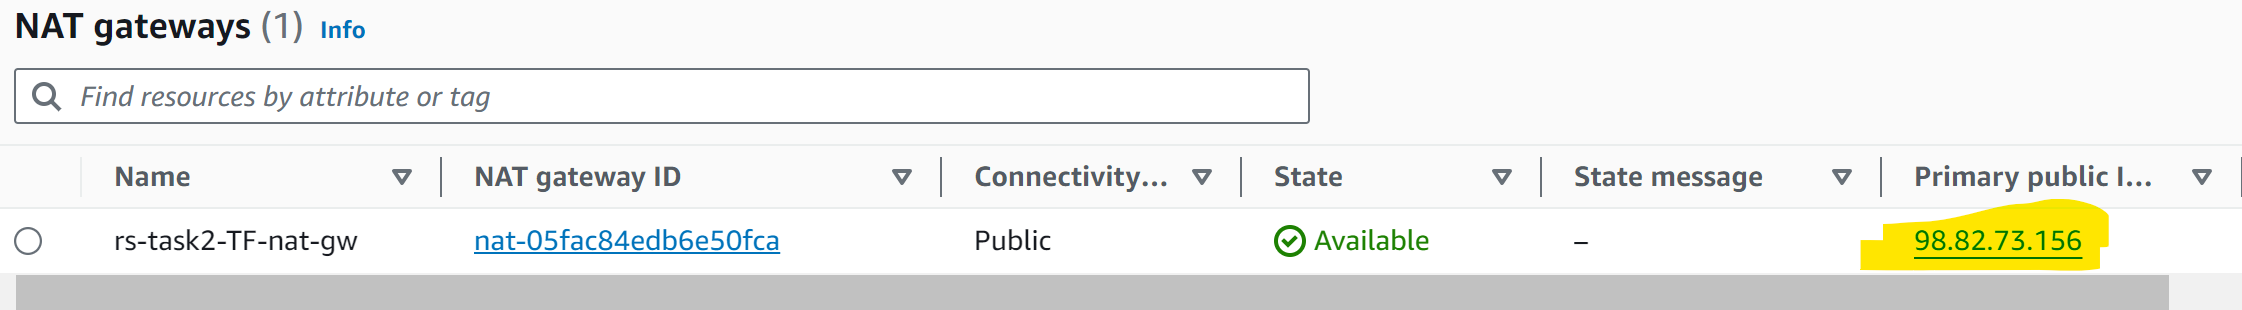 NAT gateways (1) Info
Find resources by attribute or tag
Name NAT gateway ID Connectivity... State State message Primary public I...
rs-task2-TF-nat-gw nat-05fac84edb6e50fca Public Available – 98.82.73.156